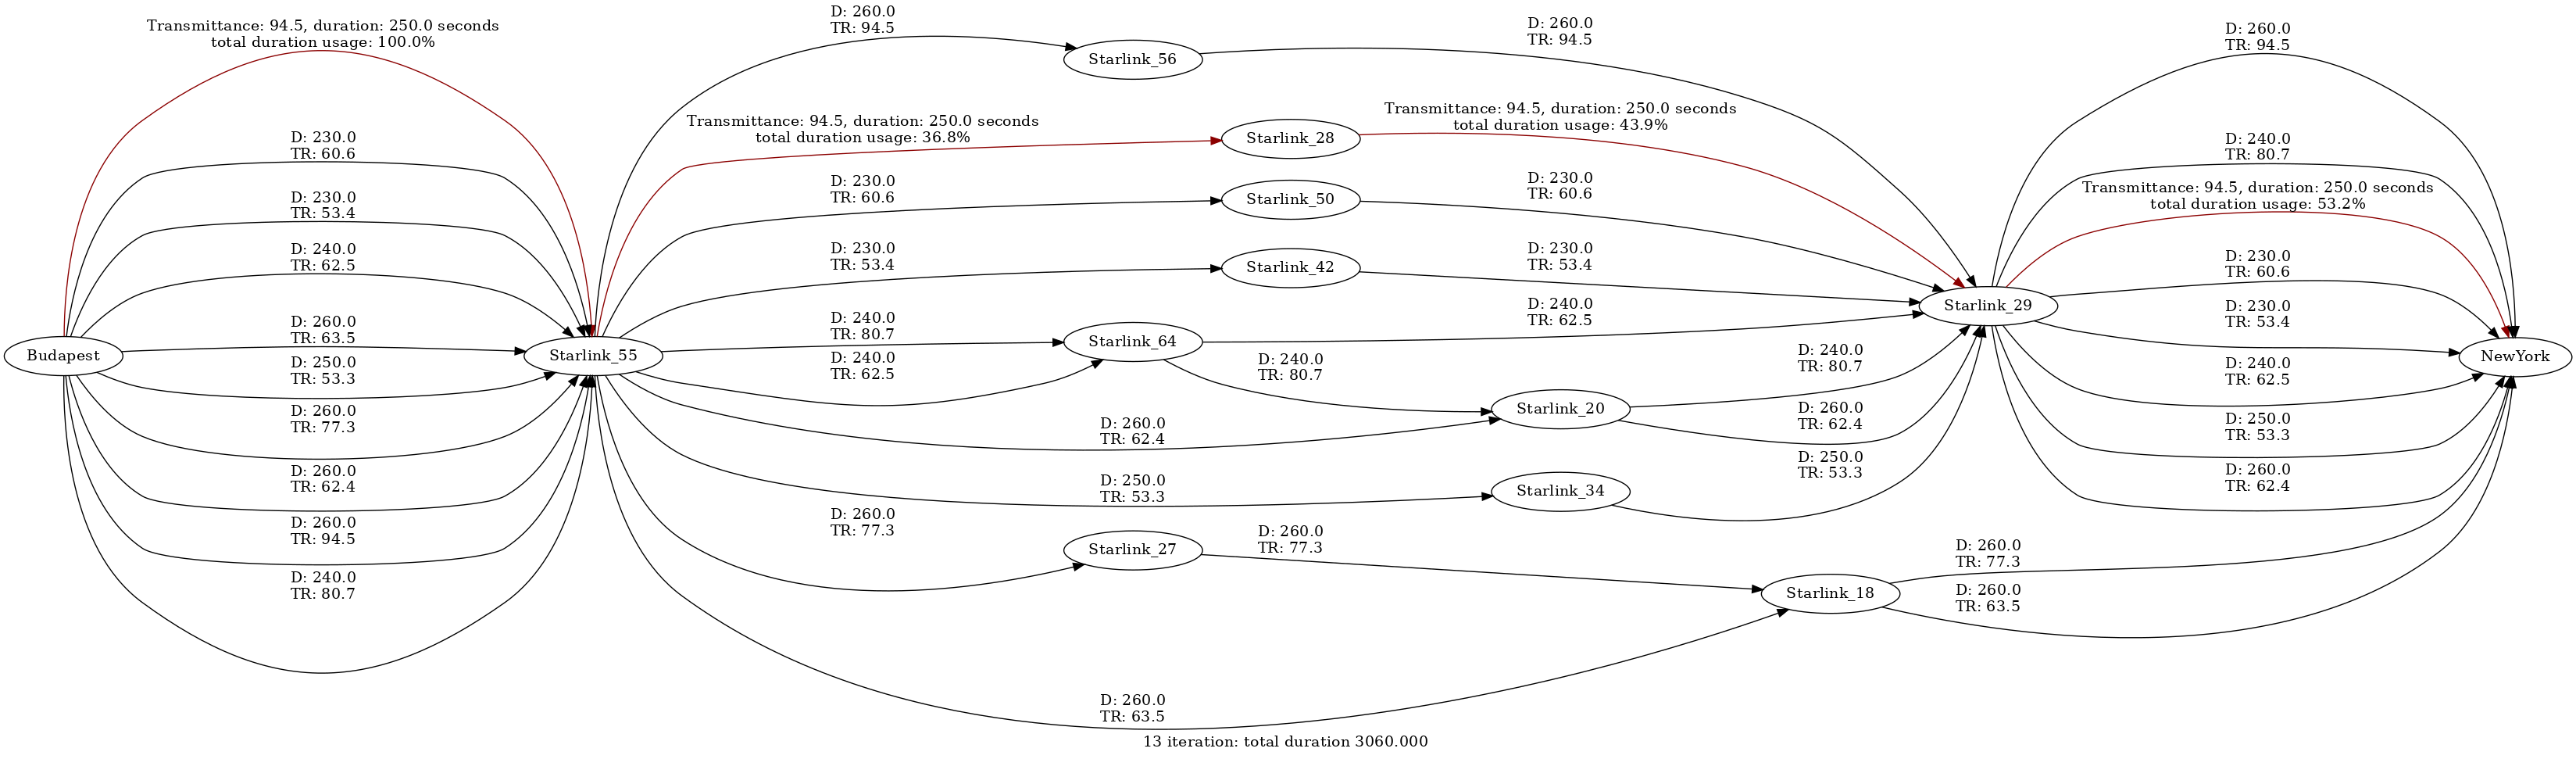 Transmittance: 94.5, duration: 250.0 seconds
total duration usage: 100.0%
D: 230.0
TR: 60.6
D: 230.0
TR: 53.4
D: 240.0
TR: 62.5
D: 260.0
TR: 63.5
D: 250.0
TR: 53.3
D: 260.0
TR: 77.3
D: 260.0
TR: 62.4
D: 260.0
TR: 94.5
D: 240.0
TR: 80.7
Budapest
Starlink_55
D: 260.0
TR: 94.5
Transmittance: 94.5, duration: 250.0 seconds
total duration usage: 36.8%
D: 230.0
TR: 60.6
D: 230.0
TR: 53.4
D: 240.0
TR: 80.7
D: 240.0
TR: 62.5
D: 260.0
TR: 62.4
D: 250.0
TR: 53.3
D: 260.0
TR: 77.3
D: 260.0
TR: 63.5
Starlink_56
Starlink_28
Starlink_50
Starlink_42
Starlink_64
Starlink_27
D: 260.0
TR: 94.5
Transmittance: 94.5, duration: 250.0 seconds
total duration usage: 43.9%
D: 230.0
TR: 60.6
D: 230.0
TR: 53.4
D: 240.0
TR: 62.5
D: 240.0
TR: 80.7
D: 260.0
TR: 77.3
Starlink_20
Starlink_34
D: 240.0
TR: 80.7
D: 260.0
TR: 62.4
D: 250.0
TR: 53.3
Starlink_18
Starlink_29
D: 260.0
TR: 94.5
D: 240.0
TR: 80.7
Transmittance: 94.5, duration: 250.0 seconds
total duration usage: 53.2%
D: 230.0
TR: 60.6
D: 230.0
TR: 53.4
D: 240.0
TR: 62.5
D: 250.0
TR: 53.3
D: 260.0
TR: 62.4
D: 260.0
TR: 77.3
D: 260.0
TR: 63.5
NewYork
13 iteration: total duration 3060.000